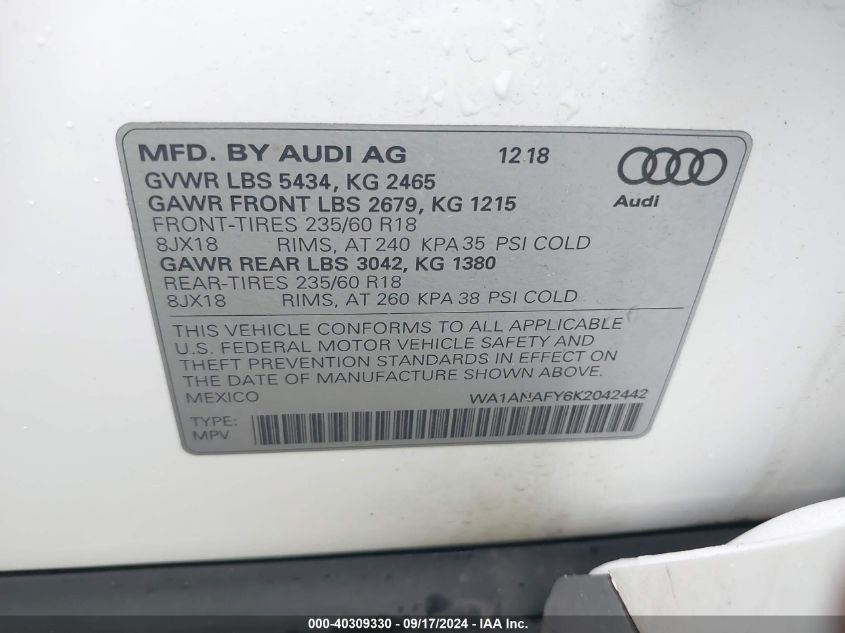 MFD. BY AUDI AG 12.18
GVWR LBS 5434, KG 2465
Audi
GAWR FRONT LBS 2679, KG 1215
FRONT-TIRES 235/60 R18
8JX18 RIMS, AT 240 KPA 35 PSI COLD
GAWR REAR LBS 3042, KG 1380
REAR-TIRES 235/60 R18
8JX18 RIMS, AT 260 KPA 38 PSI COLD
THIS VEHICLE CONFORMS TO ALL APPLICABLE
U.S. FEDERAL MOTOR VEHICLE SAFETY AND
THEFT PREVENTION STANDARDS IN EFFECT ON
THE DATE OF MANUFACTURE SHOWN ABOVE.
MEXICO WA1ANAFY6K2042442
TYPE:
MPV
000-40309330 - 09/17/2024 - IAA Inc.